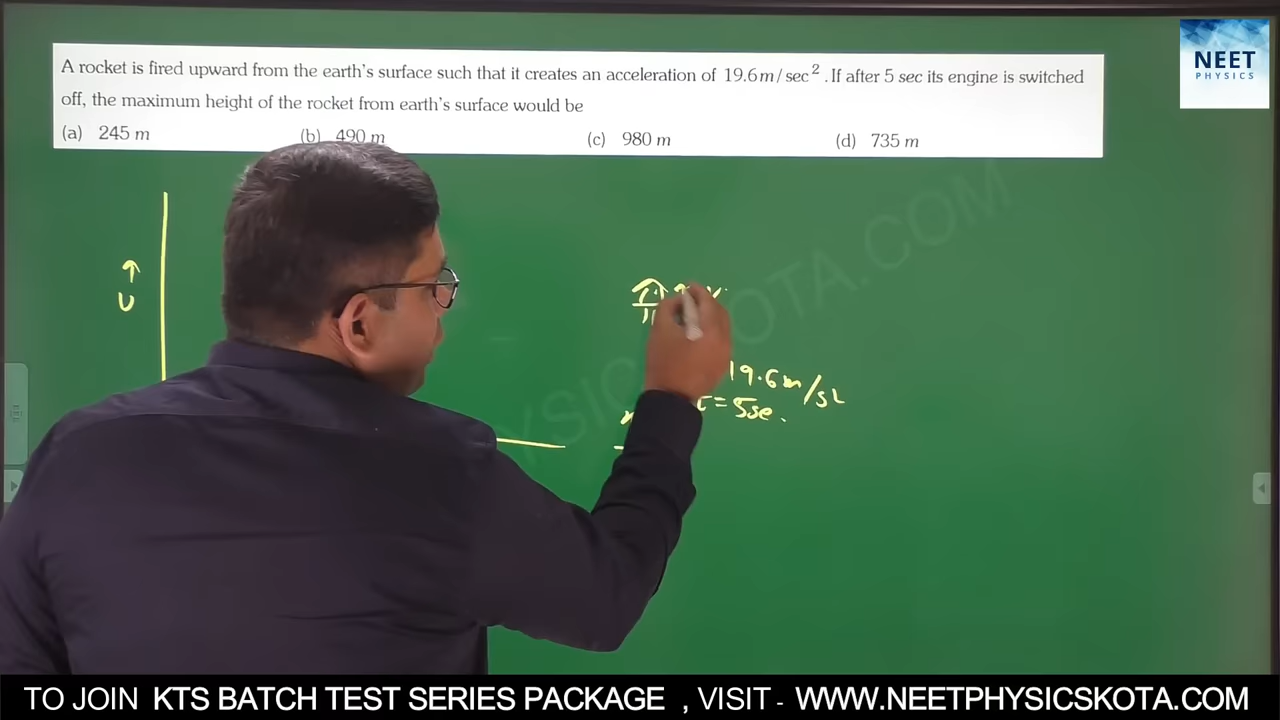 A rocket is fired upward from the earth's surface such that it creates an acceleration of 19.6 m/sec². If after 5 sec its engine is switched
off, the maximum height of the rocket from earth's surface would be
(a) 245 m (b) 490 m (c) 980 m (d) 735 m
NEET
PHYSICS
υ
19.6m/s2
= 5se.
TO JOIN KTS BATCH TEST SERIES PACKAGE , VISIT - WWW.NEETPHYSICSKOTA.COM